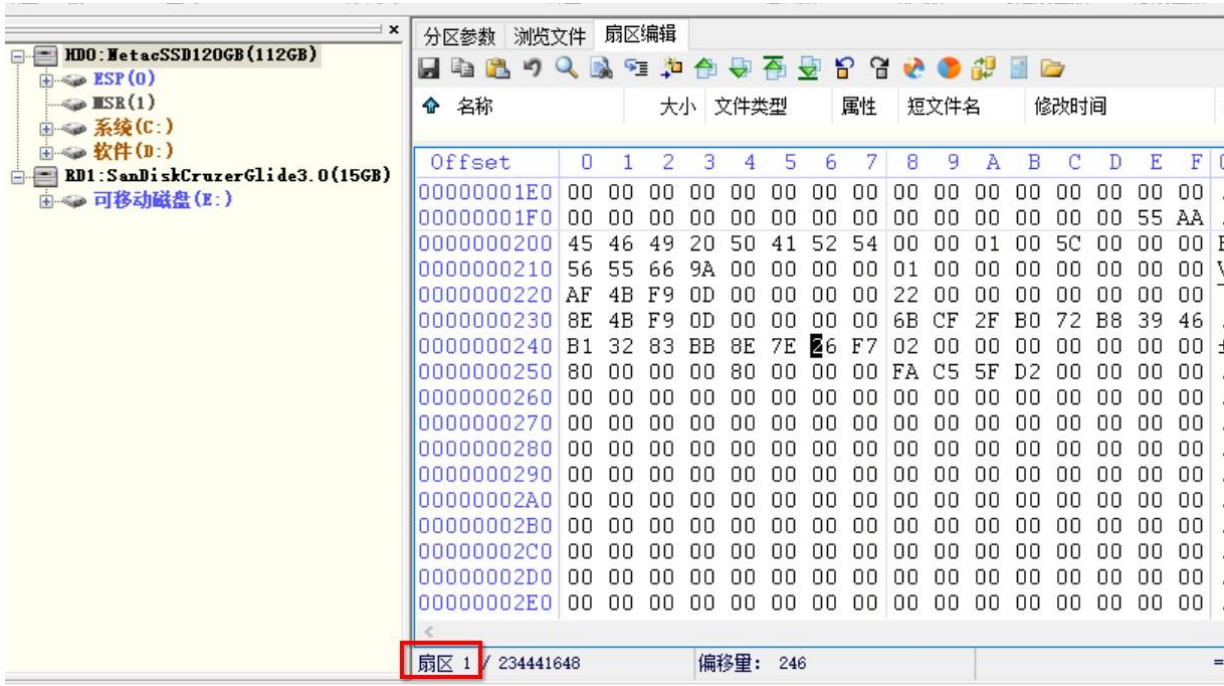 HD0:NetacSSD120GB(112GB)
ESP(0)
MSR(1)
系统(C:)
软件(D:)
RD1:SanDiskCruzerGlide3.0(15GB)
可移动磁盘(E:)
分区参数 浏览文件 扇区编辑
名称 大小 文件类型 属性 短文件名 修改时间
Offset 0 1 2 3 4 5 6 7 8 9 A B C D E F
00000001E0 00 00 00 00 00 00 00 00 00 00 00 00 00 00 00 00
00000001F0 00 00 00 00 00 00 00 00 00 00 00 00 00 00 55 AA
0000000200 45 46 49 20 50 41 52 54 00 00 01 00 5C 00 00 00
0000000210 56 55 66 9A 00 00 00 00 01 00 00 00 00 00 00 00
0000000220 AF 4B F9 0D 00 00 00 00 22 00 00 00 00 00 00 00
0000000230 8E 4B F9 0D 00 00 00 00 6B CF 2F B0 72 B8 39 46
0000000240 B1 32 83 BB 8E 7E 26 F7 02 00 00 00 00 00 00 00
0000000250 80 00 00 00 80 00 00 00 FA C5 5F D2 00 00 00 00
0000000260 00 00 00 00 00 00 00 00 00 00 00 00 00 00 00 00
0000000270 00 00 00 00 00 00 00 00 00 00 00 00 00 00 00 00
0000000280 00 00 00 00 00 00 00 00 00 00 00 00 00 00 00 00
0000000290 00 00 00 00 00 00 00 00 00 00 00 00 00 00 00 00
00000002A0 00 00 00 00 00 00 00 00 00 00 00 00 00 00 00 00
00000002B0 00 00 00 00 00 00 00 00 00 00 00 00 00 00 00 00
00000002C0 00 00 00 00 00 00 00 00 00 00 00 00 00 00 00 00
00000002D0 00 00 00 00 00 00 00 00 00 00 00 00 00 00 00 00
00000002E0 00 00 00 00 00 00 00 00 00 00 00 00 00 00 00 00
扇区 1 / 234441648 偏移量: 246